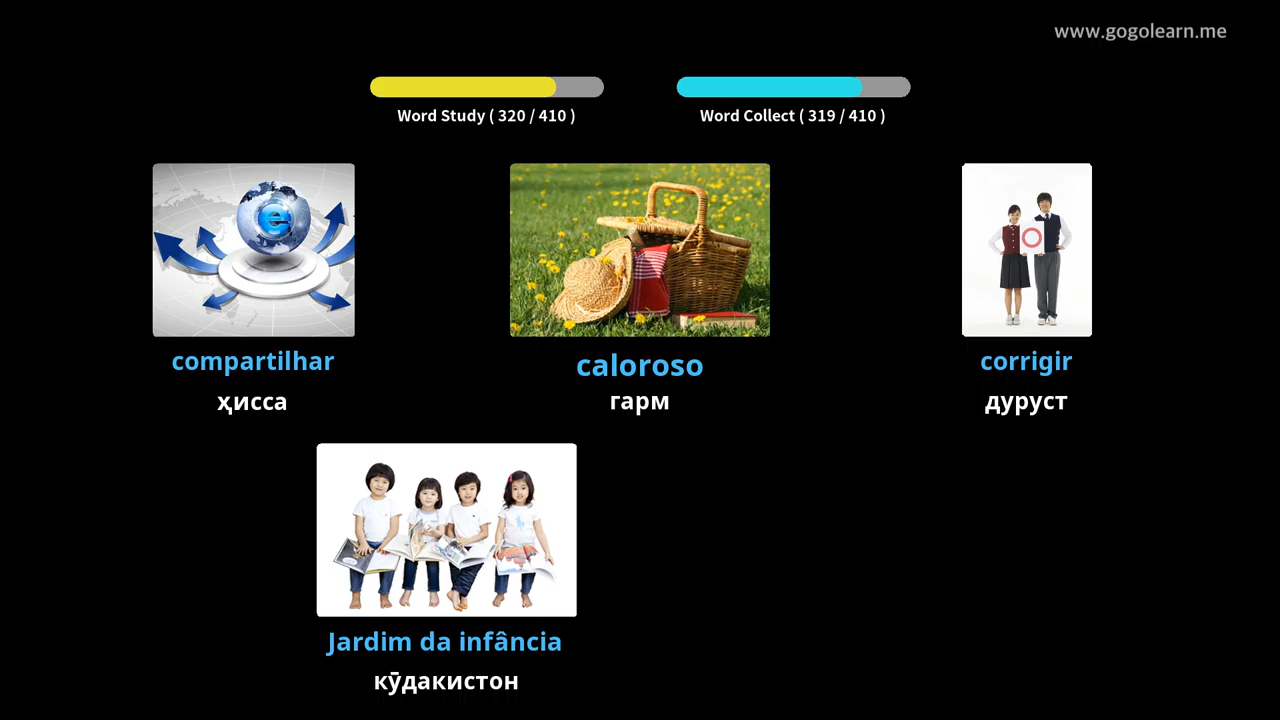 www.gogolearn.me
Word Study ( 320 / 410 )
Word Collect ( 319 / 410 )
compartilhar
ҳисса
caloroso
гарм
corrigir
дуруст
Jardim da infância
кӯдакистон